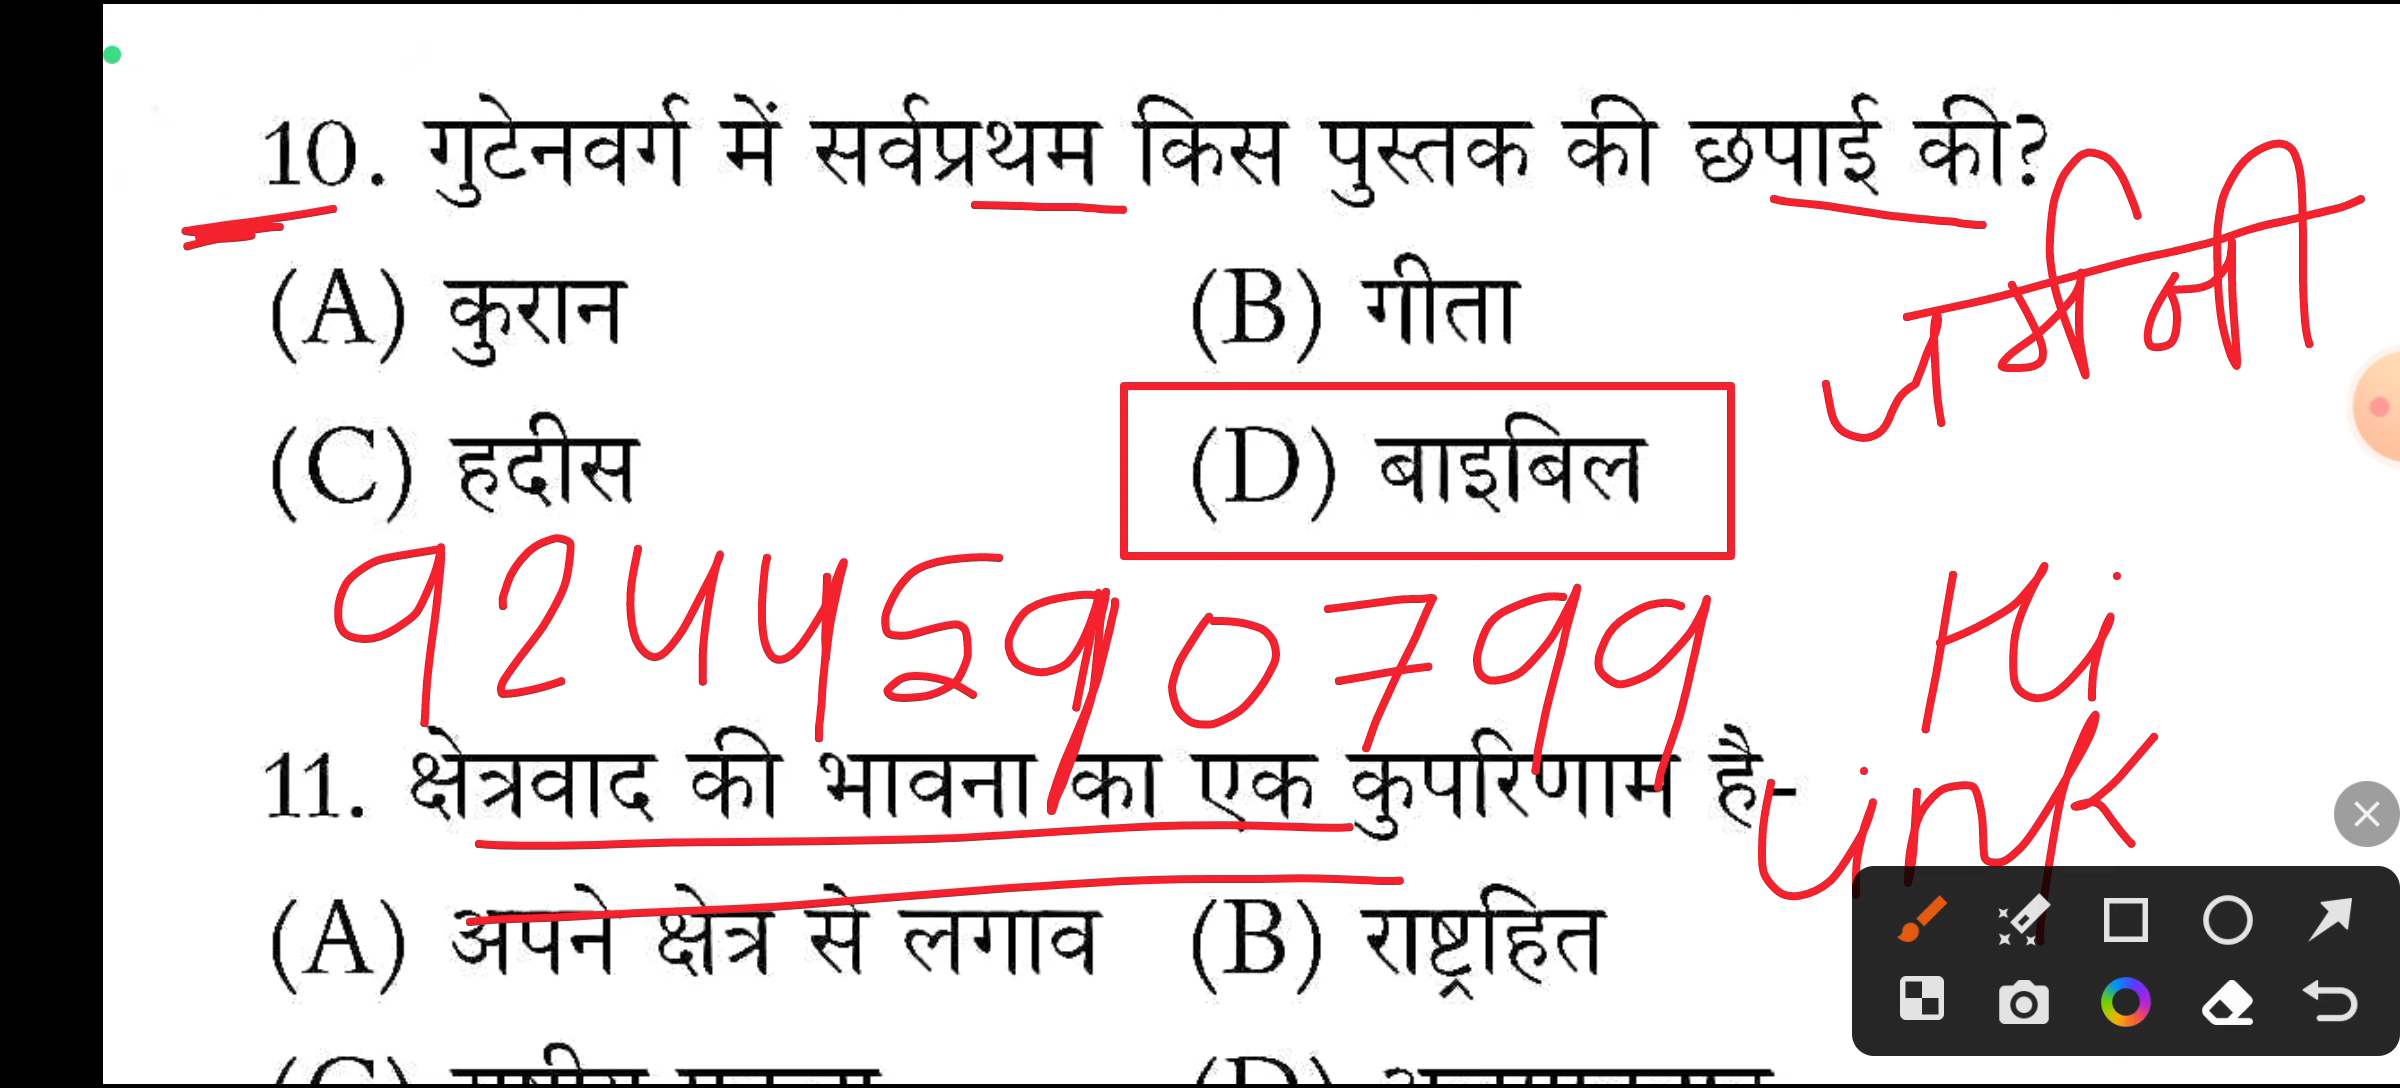 10. गुटेनवर्ग में सर्वप्रथम किस पुस्तक की छपाई की?
जर्मनी
(A) कुरान (B) गीता
(C) हदीस (D) बाइबिल
9244590799 Hi
11. क्षेत्रवाद की भावना का एक कुपरिणाम है-
(A) अपने क्षेत्र से लगाव (B) राष्ट्रहित
(C) (D)